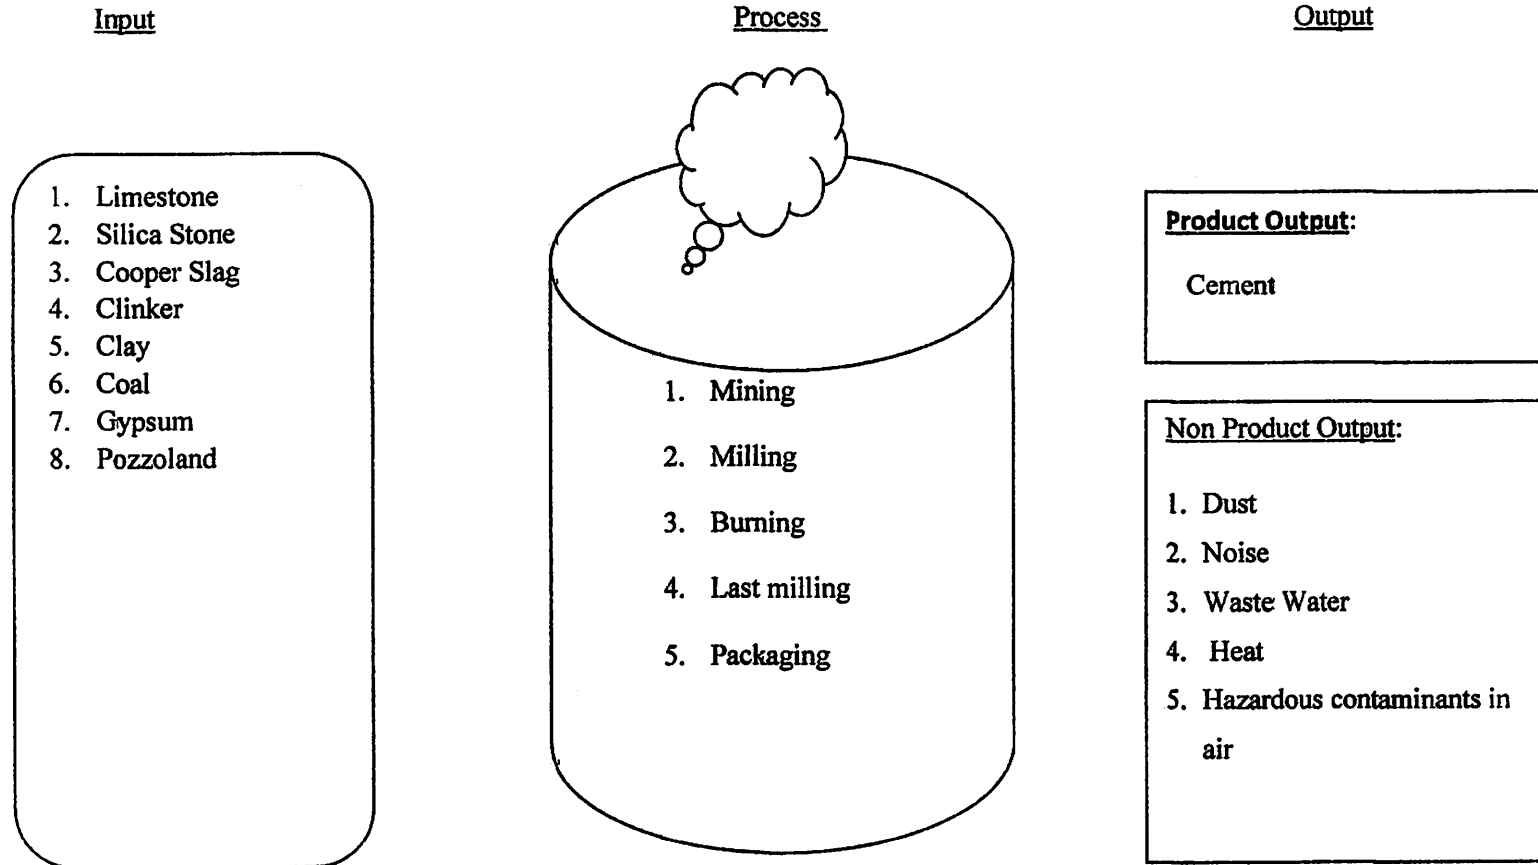 Input
Process
Output
1. Limestone
2. Silica Stone
3. Cooper Slag
4. Clinker
5. Clay
6. Coal
7. Gypsum
8. Pozzoland
1. Mining
2. Milling
3. Burning
4. Last milling
5. Packaging
Product Output:
Cement
Non Product Output:
1. Dust
2. Noise
3. Waste Water
4. Heat
5. Hazardous contaminants in
air